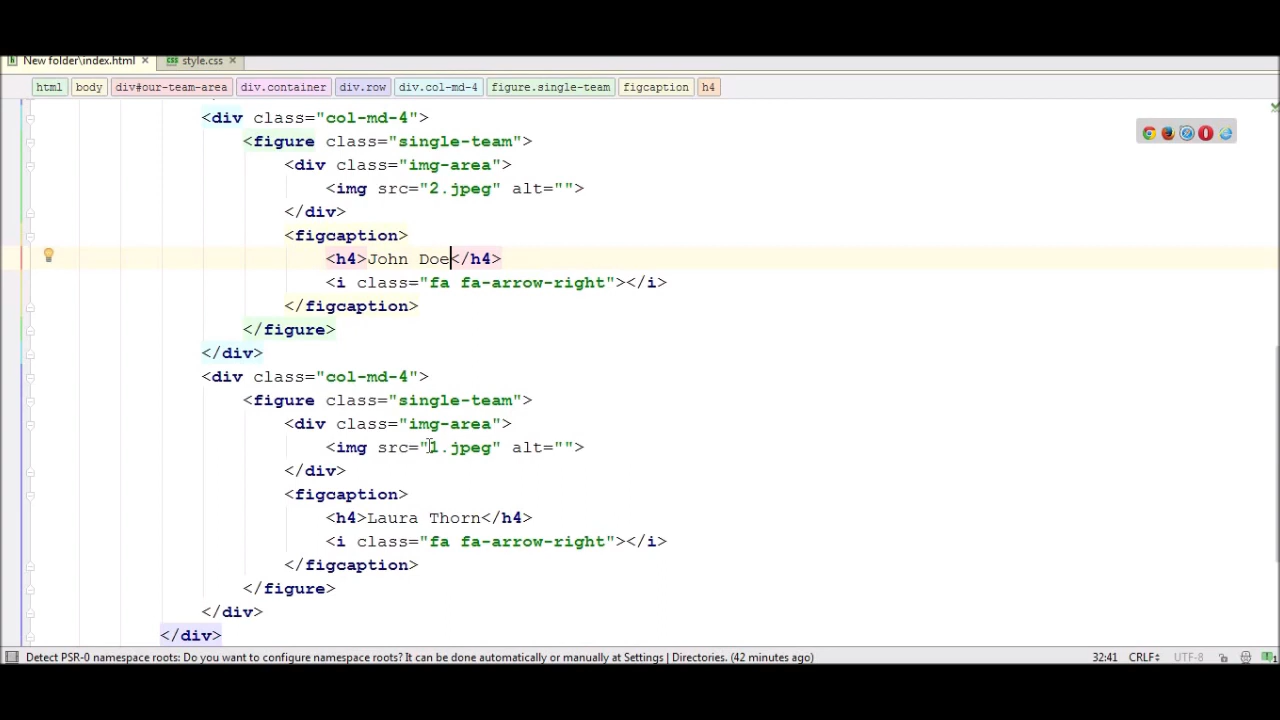 New folder\index.html
style.css
html body div#our-team-area div.container div.row div.col-md-4 figure.single-team figcaption h4
<div class="col-md-4">
<figure class="single-team">
<div class="img-area">
<img src="2.jpeg" alt="">
</div>
<figcaption>
<h4>John Doe</h4>
<i class="fa fa-arrow-right"></i>
</figcaption>
</figure>
</div>
<div class="col-md-4">
<figure class="single-team">
<div class="img-area">
<img src="1.jpeg" alt="">
</div>
<figcaption>
<h4>Laura Thorn</h4>
<i class="fa fa-arrow-right"></i>
</figcaption>
</figure>
</div>
</div>
Detect PSR-0 namespace roots: Do you want to configure namespace roots? It can be done automatically or manually at Settings | Directories. (42 minutes ago) 32:41 CRLF UTF-8